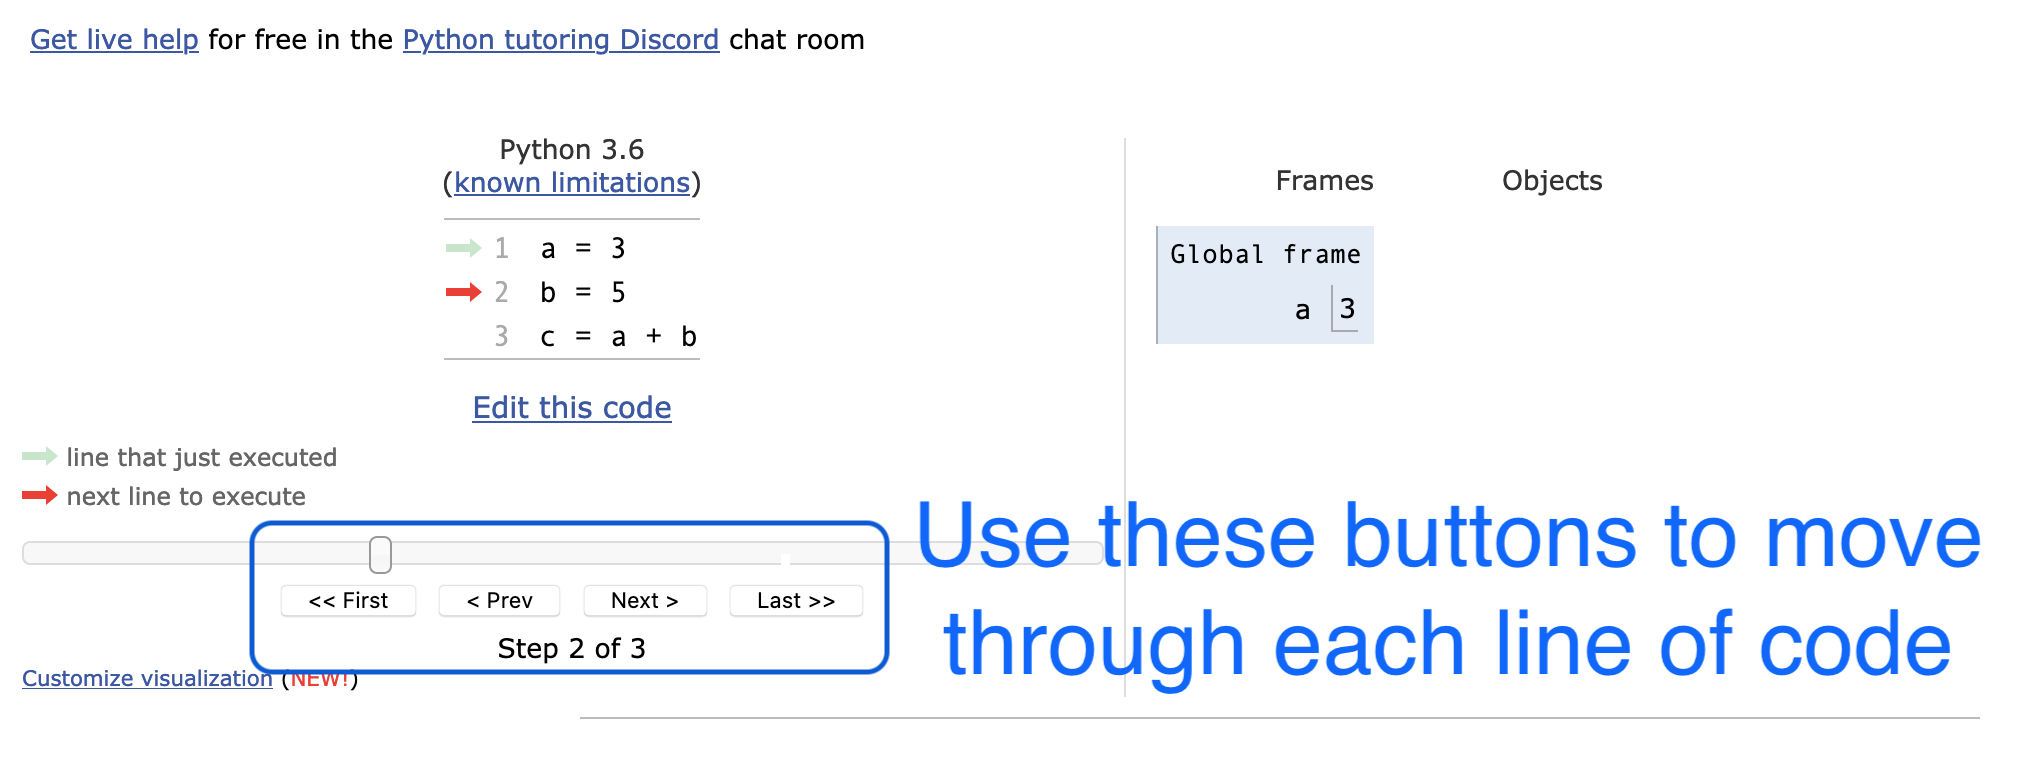 Get live help for free in the Python tutoring Discord chat room
Python 3.6
(known limitations)
1 a = 3
2 b = 5
3 c = a + b
Edit this code
line that just executed
next line to execute
<< First < Prev Next > Last >>
Step 2 of 3
Customize visualization (NEW!)
Frames Objects
Global frame
a 3
Use these buttons to move
through each line of code